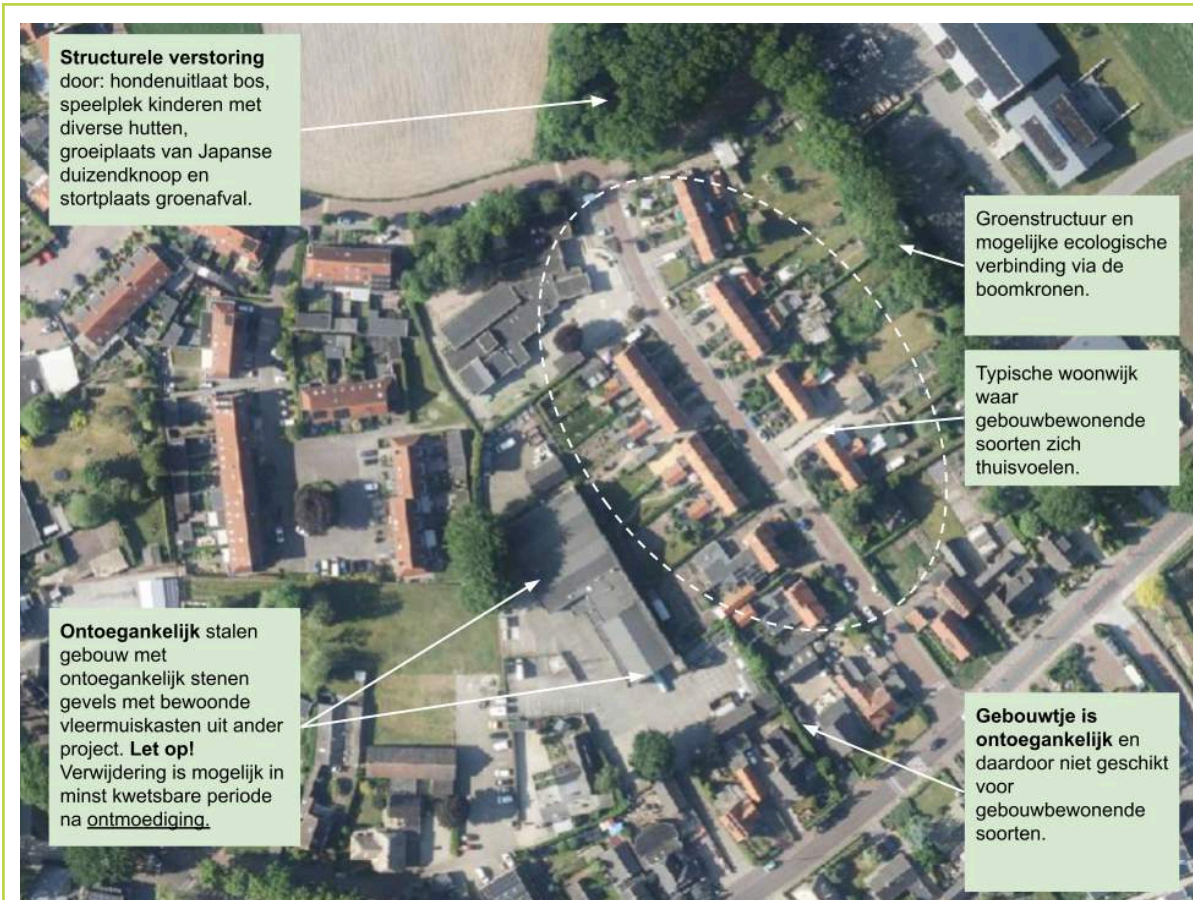 Structurele verstoring
door: hondenuitlaat bos,
speelplek kinderen met
diverse hutten,
groeiplaats van Japanse
duizendknoop en
stortplaats groenafval.
Groenstructuur en
mogelijke ecologische
verbinding via de
boomkronen.
Typische woonwijk
waar
gebouwbewonende
soorten zich
thuisvoelen.
Ontoegankelijk stalen
gebouw met
ontoegankelijk stenen
gevels met bewoonde
vleermuiskasten uit ander
project. Let op!
Verwijdering is mogelijk in
minst kwetsbare periode
na ontmoediging.
Gebouwtje is
ontoegankelijk en
daardoor niet geschikt
voor
gebouwbewonende
soorten.